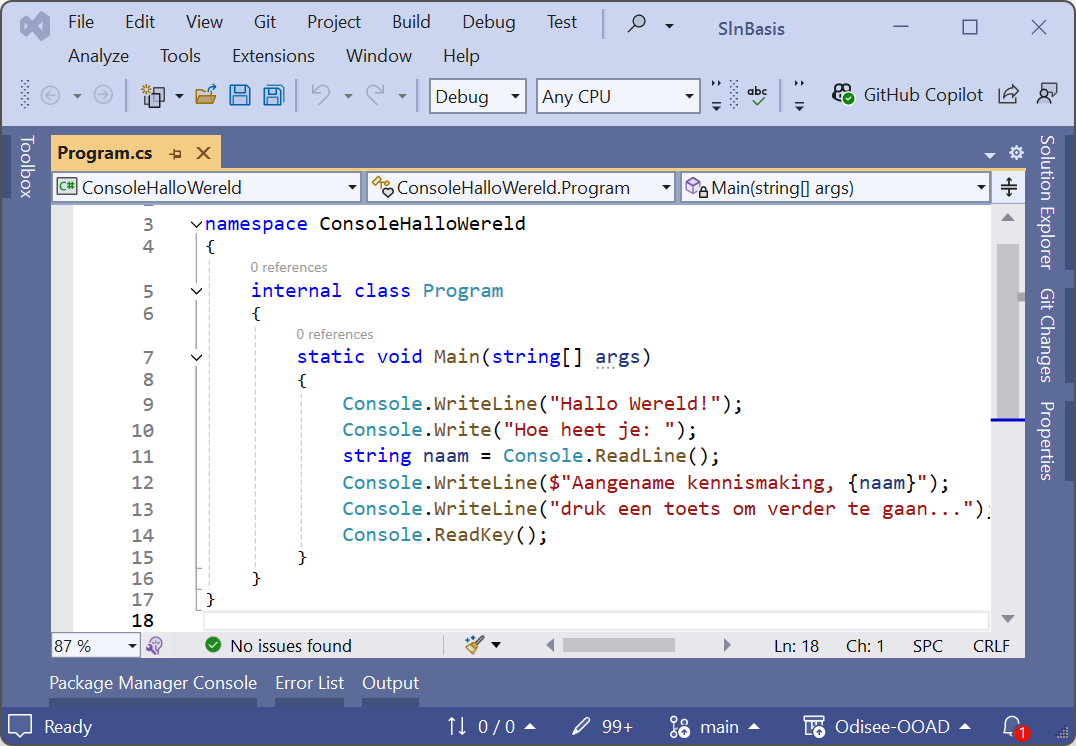 File Edit View Git Project Build Debug Test SlnBasis
Analyze Tools Extensions Window Help
Debug Any CPU abc GitHub Copilot
Toolbox
Program.cs
C# ConsoleHalloWereld ConsoleHalloWereld.Program Main(string[] args)
3 namespace ConsoleHalloWereld
4 {
0 references
5 internal class Program
6 {
0 references
7 static void Main(string[] args)
8 {
9 Console.WriteLine("Hallo Wereld!");
10 Console.Write("Hoe heet je: ");
11 string naam = Console.ReadLine();
12 Console.WriteLine($"Aangename kennismaking, {naam}");
13 Console.WriteLine("druk een toets om verder te gaan...");
14 Console.ReadKey();
15 }
16 }
17 }
18
Solution Explorer
Git Changes
Properties
87 % No issues found Ln: 18 Ch: 1 SPC CRLF
Package Manager Console Error List Output
Ready 0 / 0 99+ main Odisee-OOAD 1